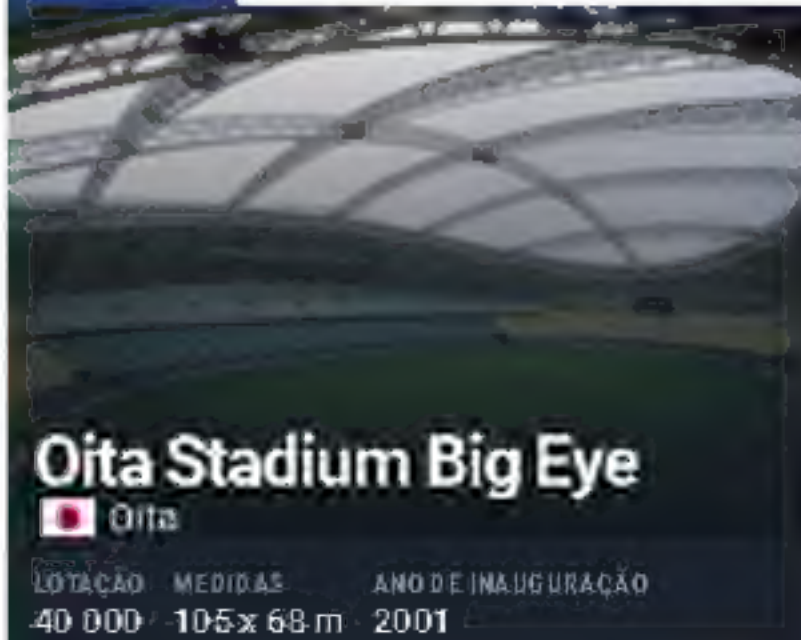 Oita Stadium Big Eye
Oita
LOTAÇÃO MEDIDAS ANO DE INAUGURAÇÃO
40 000 105 x 68 m 2001